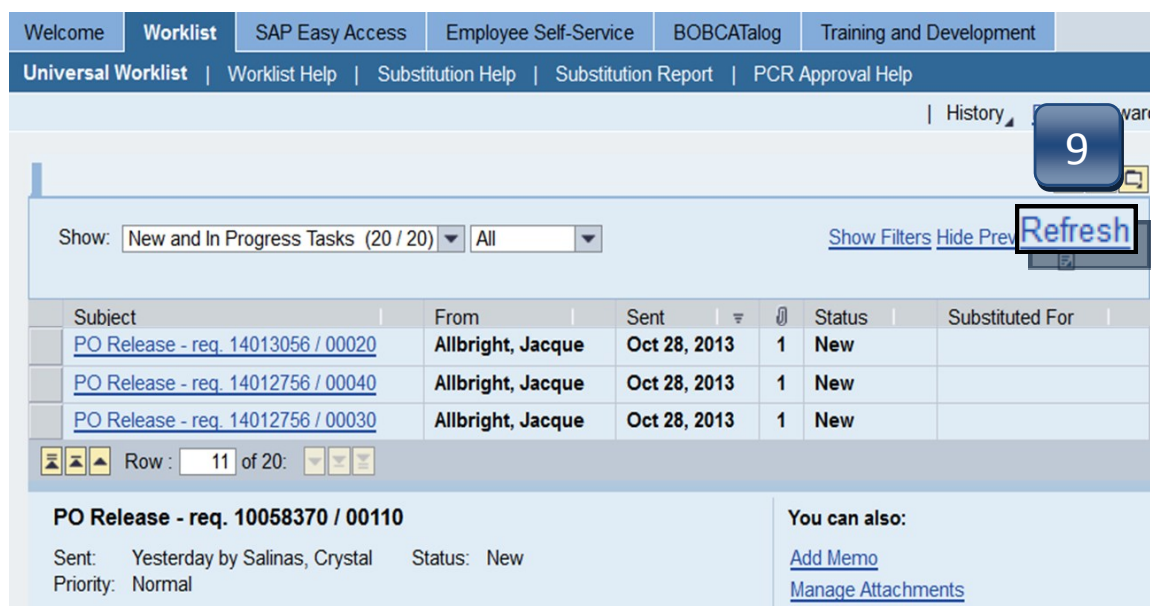 Welcome Worklist SAP Easy Access Employee Self-Service BOBCATalog Training and Development
Universal Worklist | Worklist Help | Substitution Help | Substitution Report | PCR Approval Help
| History
9
Show: New and In Progress Tasks (20 / 20) All Show Filters Hide Refresh
Subject From Sent Status Substituted For
PO Release - req. 14013056 / 00020 Allbright, Jacque Oct 28, 2013 1 New
PO Release - req. 14012756 / 00040 Allbright, Jacque Oct 28, 2013 1 New
PO Release - req. 14012756 / 00030 Allbright, Jacque Oct 28, 2013 1 New
Row : 11 of 20:
PO Release - req. 10058370 / 00110 You can also:
Sent: Yesterday by Salinas, Crystal Status: New Add Memo
Priority: Normal Manage Attachments